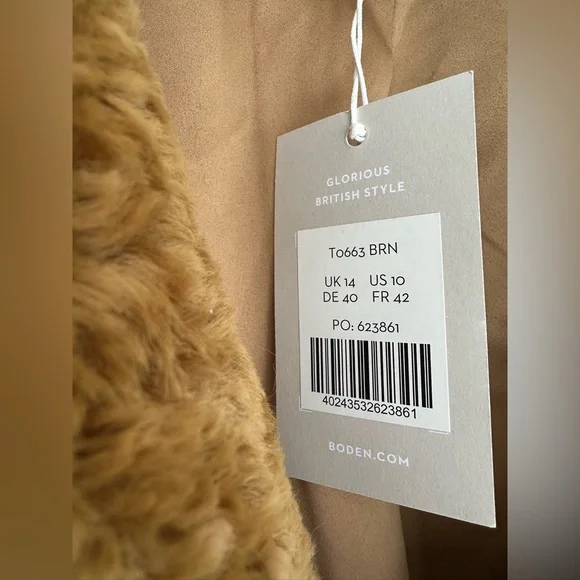 GLORIOUS
BRITISH STYLE
T0663 BRN
UK 14 US 10
DE 40 FR 42
PO: 623861
40243532623861
BODEN.COM